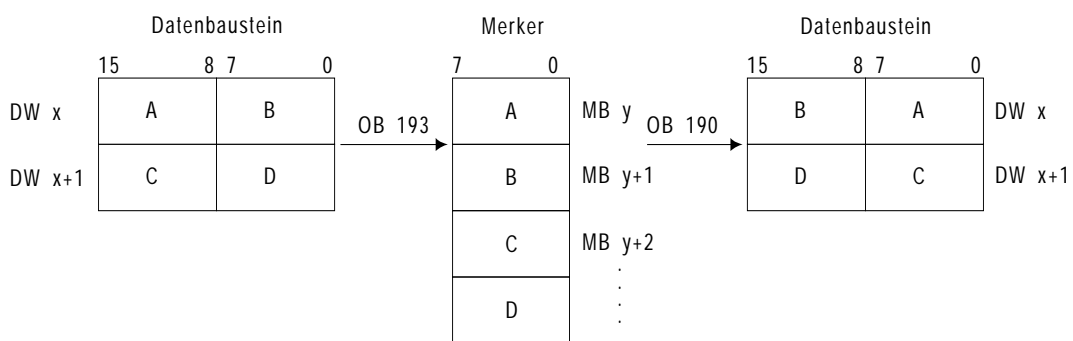 Datenbaustein Merker Datenbaustein
15 8 7 0 7 0 15 8 7 0
DW x A B A MB y B A DW x
OB 193 OB 190
DW x+1 C D B MB y+1 D C DW x+1
C MB y+2
D